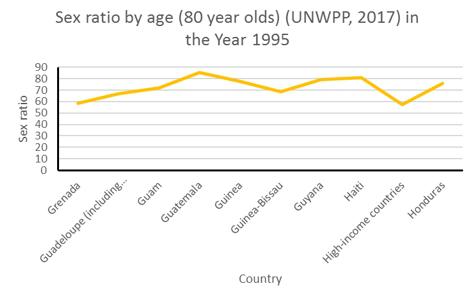 Sex ratio by age (80 year olds) (UNWPP, 2017) in
the Year 1995
90
80
70
60
50
40
30
20
10
0
Sex ratio
Grenada
Guadeloupe (including...
Guam
Guatemala
Guinea
Guinea-Bissau
Guyana
Haiti
High-income countries
Honduras
Country